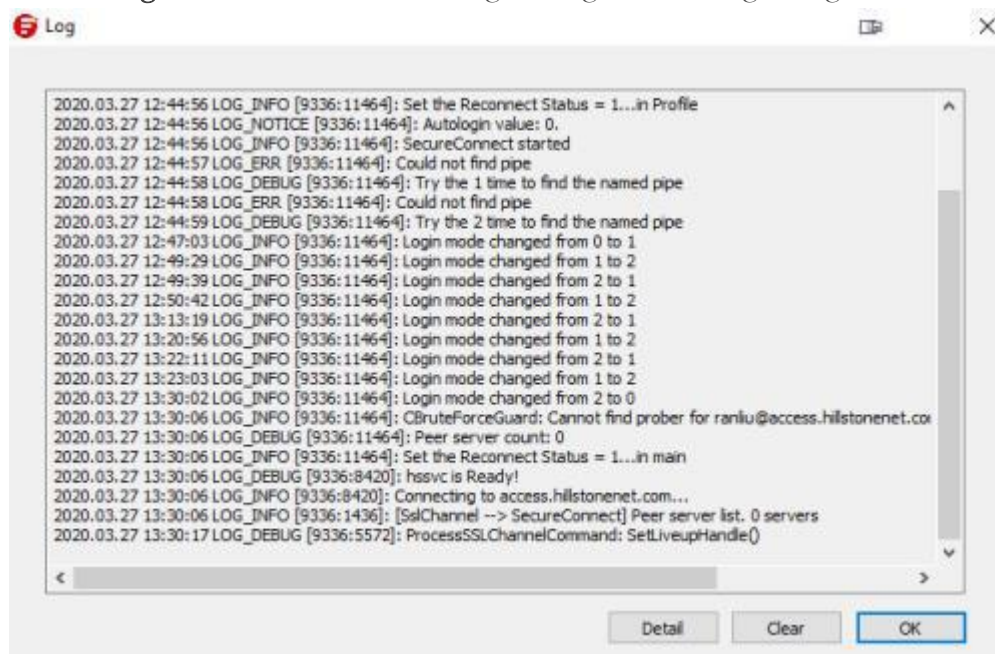 Log
2020.03.27 12:44:56 LOG_INFO [9336:11464]: Set the Reconnect Status = 1...in Profile
2020.03.27 12:44:56 LOG_NOTICE [9336:11464]: Autologin value: 0.
2020.03.27 12:44:56 LOG_INFO [9336:11464]: SecureConnect started
2020.03.27 12:44:57 LOG_ERR [9336:11464]: Could not find pipe
2020.03.27 12:44:58 LOG_DEBUG [9336:11464]: Try the 1 time to find the named pipe
2020.03.27 12:44:58 LOG_ERR [9336:11464]: Could not find pipe
2020.03.27 12:44:59 LOG_DEBUG [9336:11464]: Try the 2 time to find the named pipe
2020.03.27 12:47:03 LOG_INFO [9336:11464]: Login mode changed from 0 to 1
2020.03.27 12:49:29 LOG_INFO [9336:11464]: Login mode changed from 1 to 2
2020.03.27 12:49:39 LOG_INFO [9336:11464]: Login mode changed from 2 to 1
2020.03.27 12:50:42 LOG_INFO [9336:11464]: Login mode changed from 1 to 2
2020.03.27 13:13:19 LOG_INFO [9336:11464]: Login mode changed from 2 to 1
2020.03.27 13:20:56 LOG_INFO [9336:11464]: Login mode changed from 1 to 2
2020.03.27 13:22:11 LOG_INFO [9336:11464]: Login mode changed from 2 to 1
2020.03.27 13:23:03 LOG_INFO [9336:11464]: Login mode changed from 1 to 2
2020.03.27 13:30:02 LOG_INFO [9336:11464]: Login mode changed from 2 to 0
2020.03.27 13:30:06 LOG_INFO [9336:11464]: CBruteForceGuard: Cannot find prober for ranliu@access.hillstonenet.co
2020.03.27 13:30:06 LOG_DEBUG [9336:11464]: Peer server count: 0
2020.03.27 13:30:06 LOG_INFO [9336:11464]: Set the Reconnect Status = 1...in main
2020.03.27 13:30:06 LOG_DEBUG [9336:8420]: hssvc is Ready!
2020.03.27 13:30:06 LOG_INFO [9336:8420]: Connecting to access.hillstonenet.com...
2020.03.27 13:30:06 LOG_INFO [9336:1436]: [SslChannel --> SecureConnect] Peer server list. 0 servers
2020.03.27 13:30:17 LOG_DEBUG [9336:5572]: ProcessSSLChannelCommand: SetLiveupHandle()
Detail Clear OK